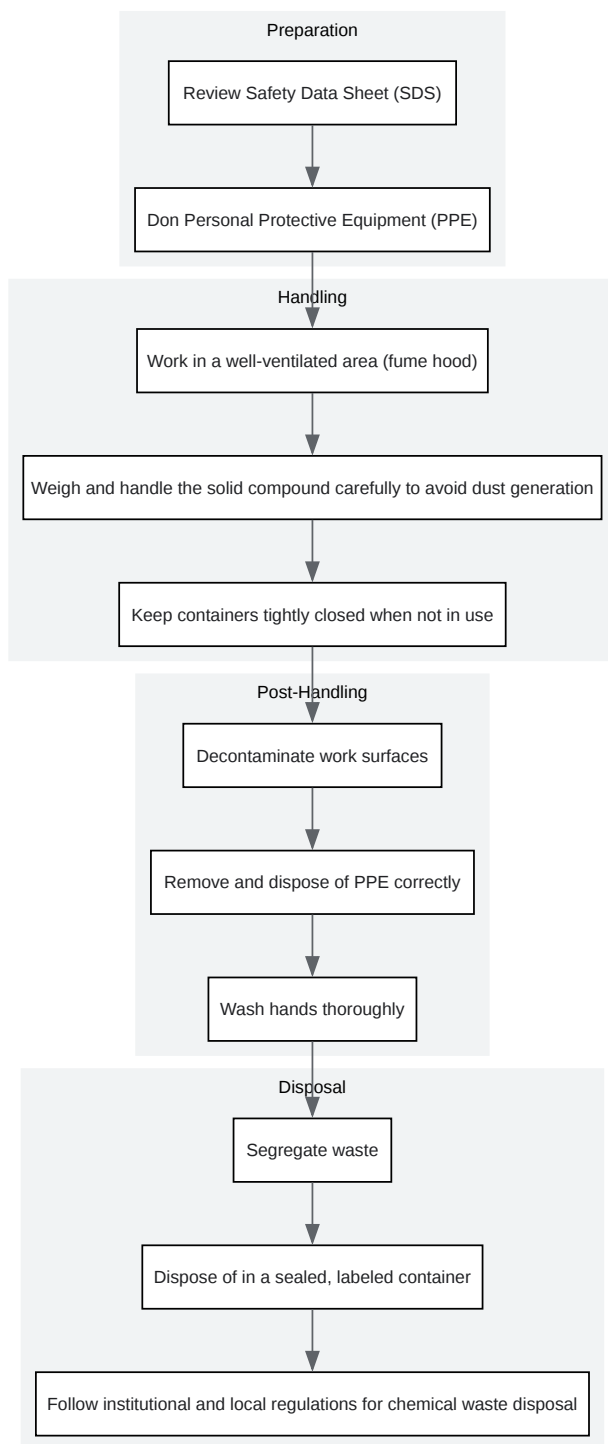 Preparation
Review Safety Data Sheet (SDS)
Don Personal Protective Equipment (PPE)
Handling
Work in a well-ventilated area (fume hood)
Weigh and handle the solid compound carefully to avoid dust generation
Keep containers tightly closed when not in use
Post-Handling
Decontaminate work surfaces
Remove and dispose of PPE correctly
Wash hands thoroughly
Disposal
Segregate waste
Dispose of in a sealed, labeled container
Follow institutional and local regulations for chemical waste disposal